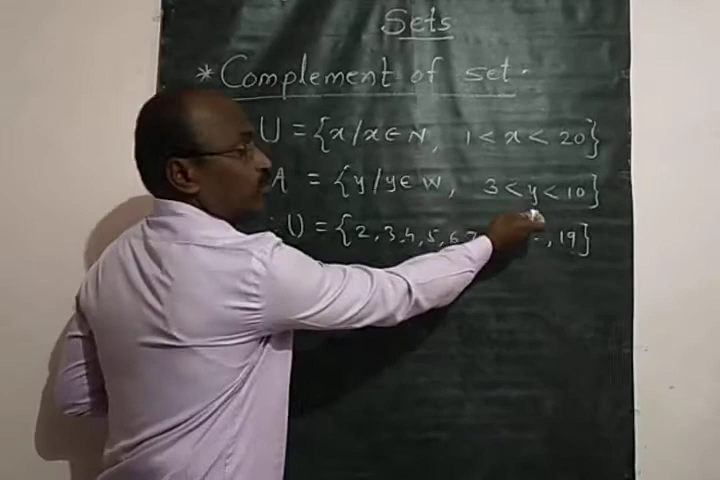 Sets
* Complement of set.
U = {x/x∈N, 1 < x < 20}
A = {y/y∈W, 3 < y < 10}
U = {2, 3, 4, 5, 6, 7 , 19}